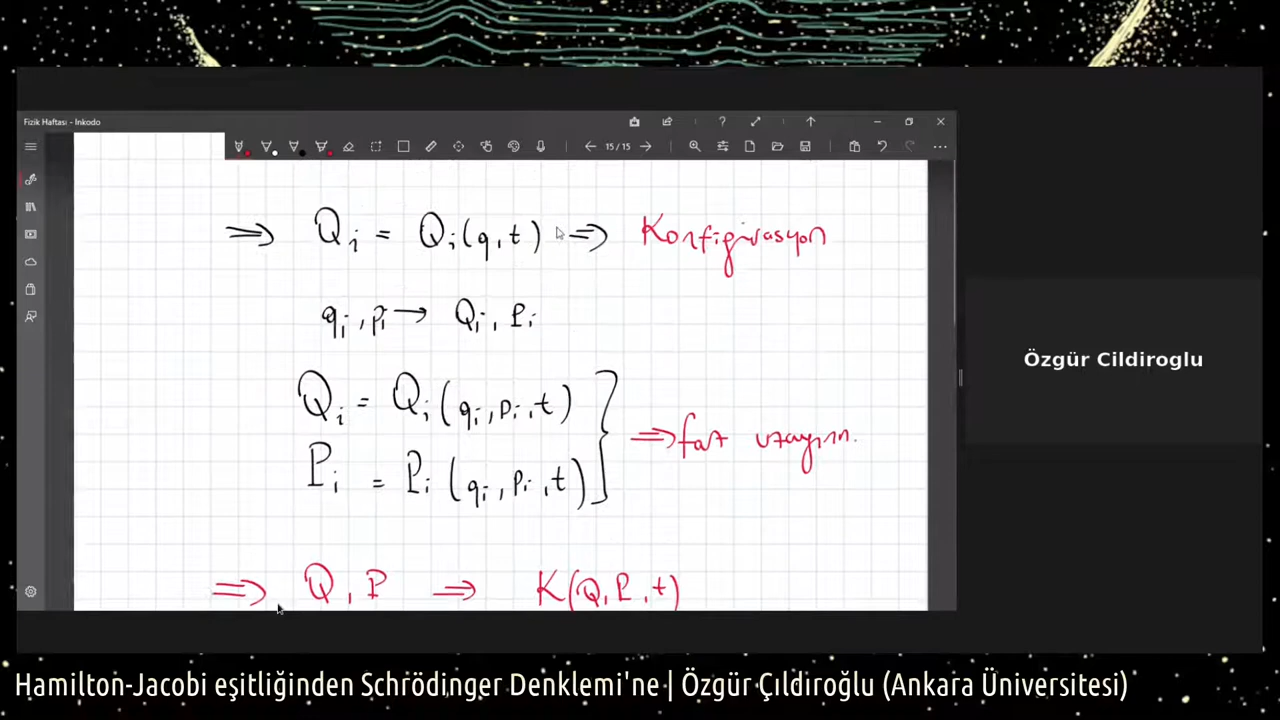 Fizik Haftası - Inkodo
15/15
⇒ Qi = Qi(q, t) ⇒ Konfigürasyon
qi, pi → Qi, Pi
Qi = Qi(qi, pi, t)
Pi = Pi(qi, pi, t)
⇒ faz uzayının
⇒ Q, P ⇒ K(Q, P, t)
Özgür Cildiroglu
Hamilton-Jacobi eşitliğinden Schrödinger Denklemi'ne | Özgür Çıldıroğlu (Ankara Üniversitesi)